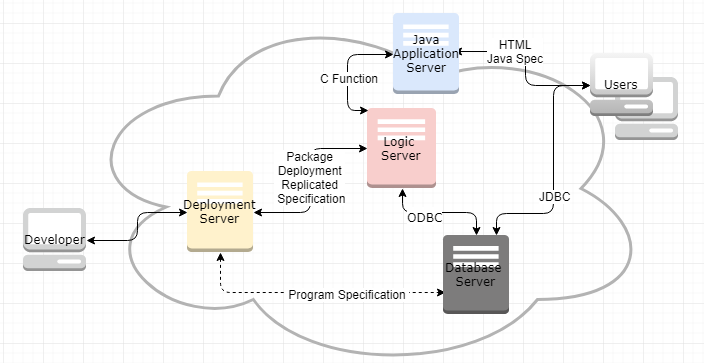 Java
Application
Server
HTML
Java Spec
C Function
Users
Logic
Server
Package
Deployment
Replicated
Specification
Deployment
Server
JDBC
ODBC
Developer
Database
Server
Program Specification